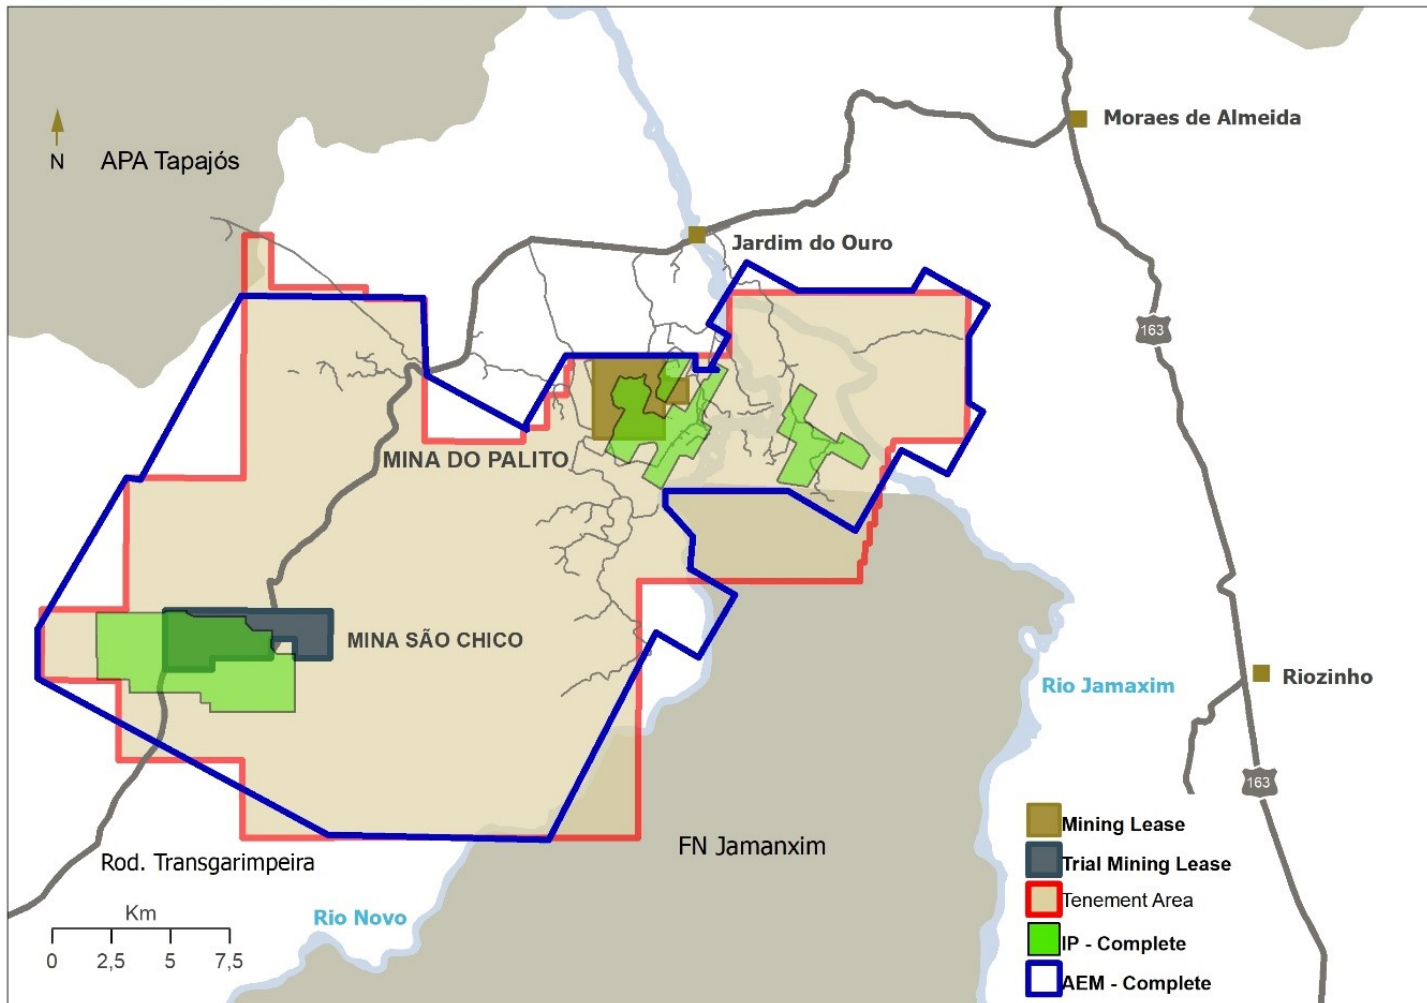 Moraes de Almeida
N
APA Tapajós
Jardim do Ouro
163
MINA DO PALITO
MINA SÃO CHICO
Rio Jamaxim
Riozinho
163
Mining Lease
FN Jamanxim
Rod. Transgarimpeira
Trial Mining Lease
Tenement Area
Km
Rio Novo
IP - Complete
0 2,5 5 7,5
AEM - Complete